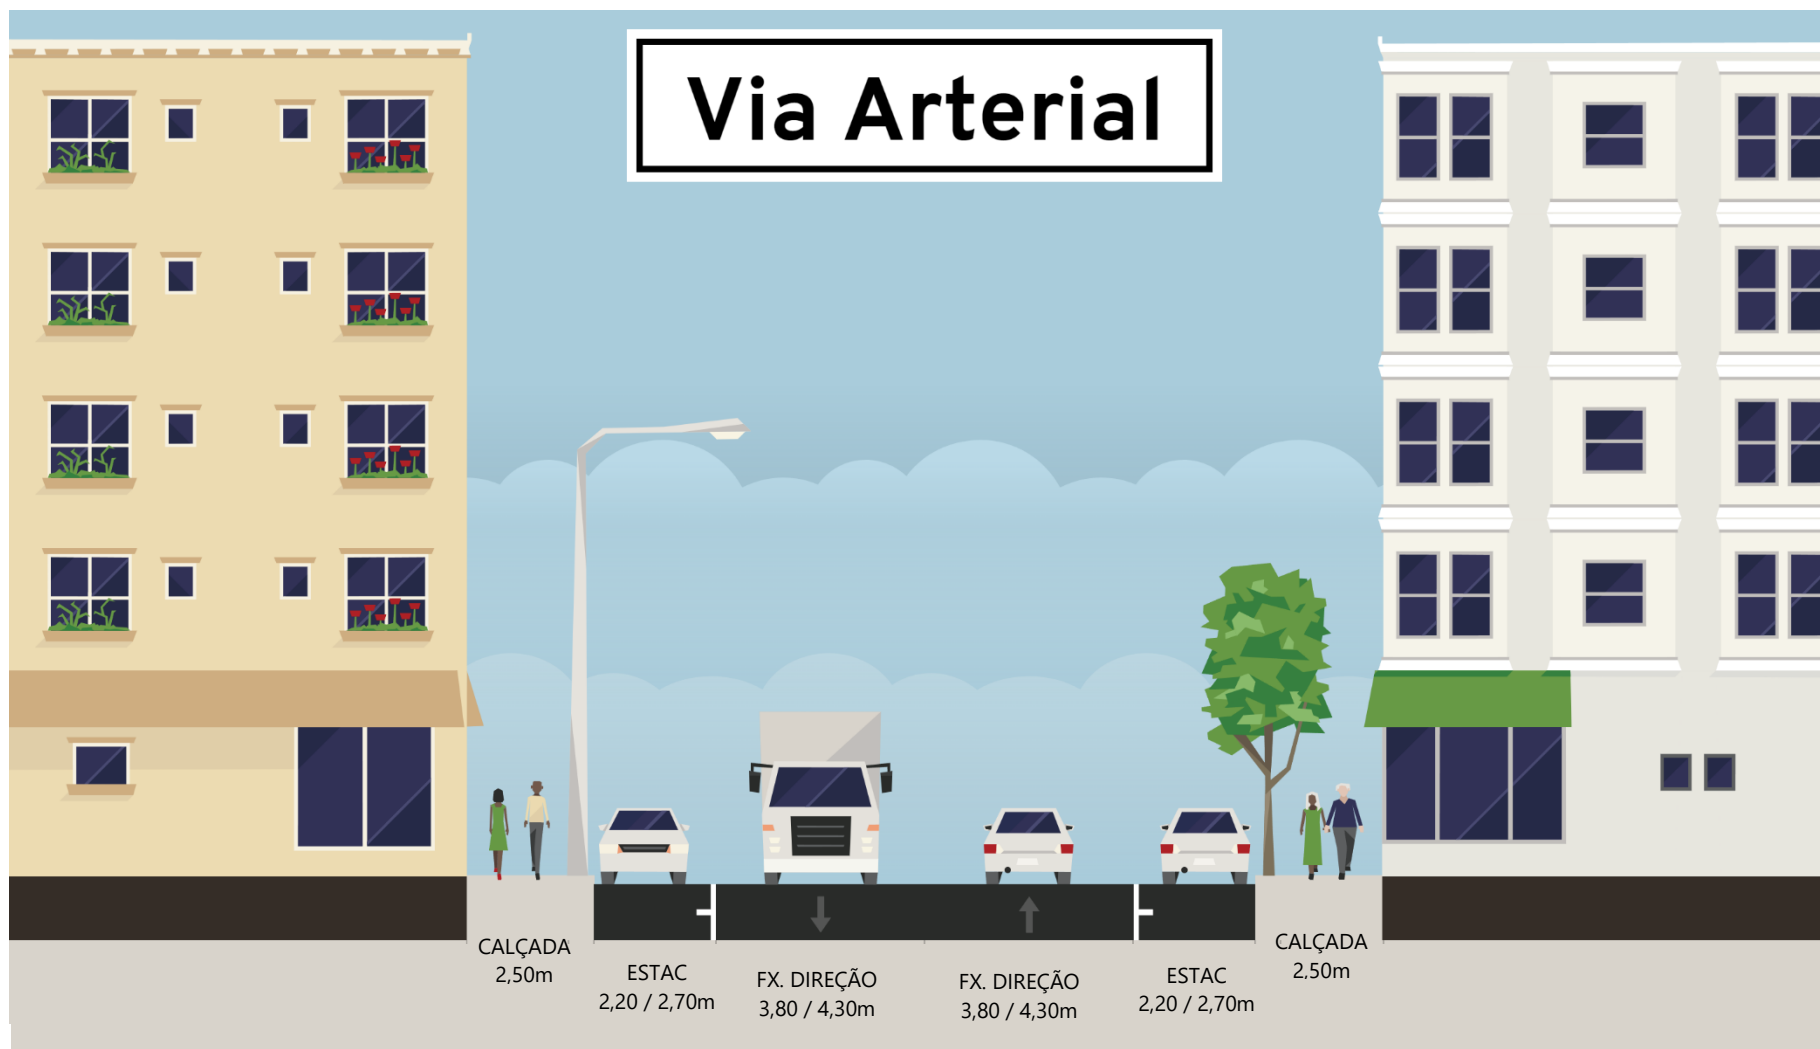 Via Arterial
CALÇADA
2,50m
ESTAC
2,20 / 2,70m
FX. DIREÇÃO
3,80 / 4,30m
FX. DIREÇÃO
3,80 / 4,30m
ESTAC
2,20 / 2,70m
CALÇADA
2,50m